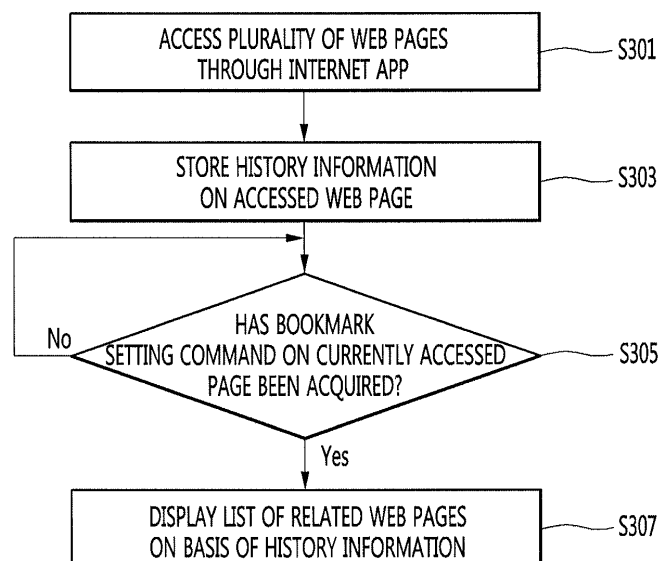 ACCESS PLURALITY OF WEB PAGES
THROUGH INTERNET APP
S301
STORE HISTORY INFORMATION
ON ACCESSED WEB PAGE
S303
No
HAS BOOKMARK
SETTING COMMAND ON CURRENTLY ACCESSED
PAGE BEEN ACQUIRED?
S305
Yes
DISPLAY LIST OF RELATED WEB PAGES
ON BASIS OF HISTORY INFORMATION
S307